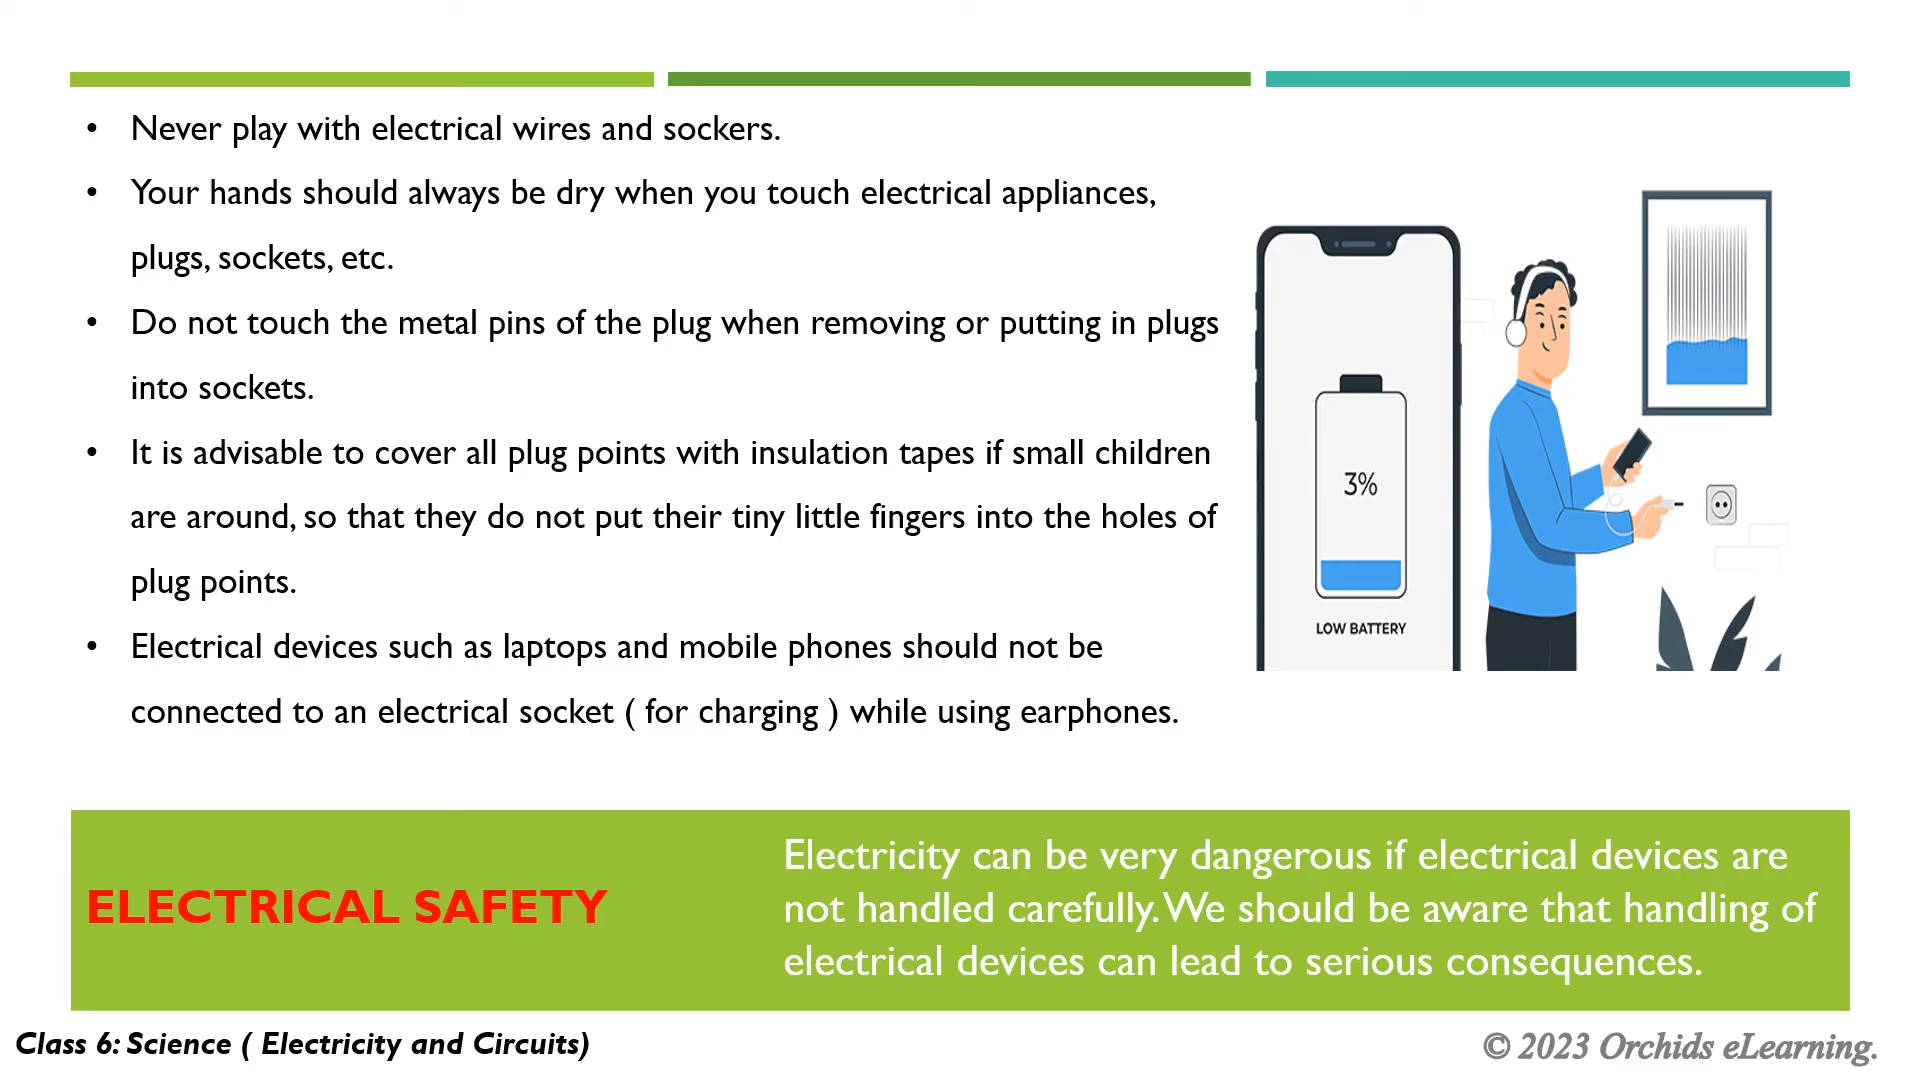 • Never play with electrical wires and sockers.
• Your hands should always be dry when you touch electrical appliances,
plugs, sockets, etc.
• Do not touch the metal pins of the plug when removing or putting in plugs
into sockets.
• It is advisable to cover all plug points with insulation tapes if small children
are around, so that they do not put their tiny little fingers into the holes of
plug points.
• Electrical devices such as laptops and mobile phones should not be
connected to an electrical socket ( for charging ) while using earphones.
3%
LOW BATTERY
ELECTRICAL SAFETY
Electricity can be very dangerous if electrical devices are
not handled carefully. We should be aware that handling of
electrical devices can lead to serious consequences.
Class 6: Science ( Electricity and Circuits)
© 2023 Orchids eLearning.